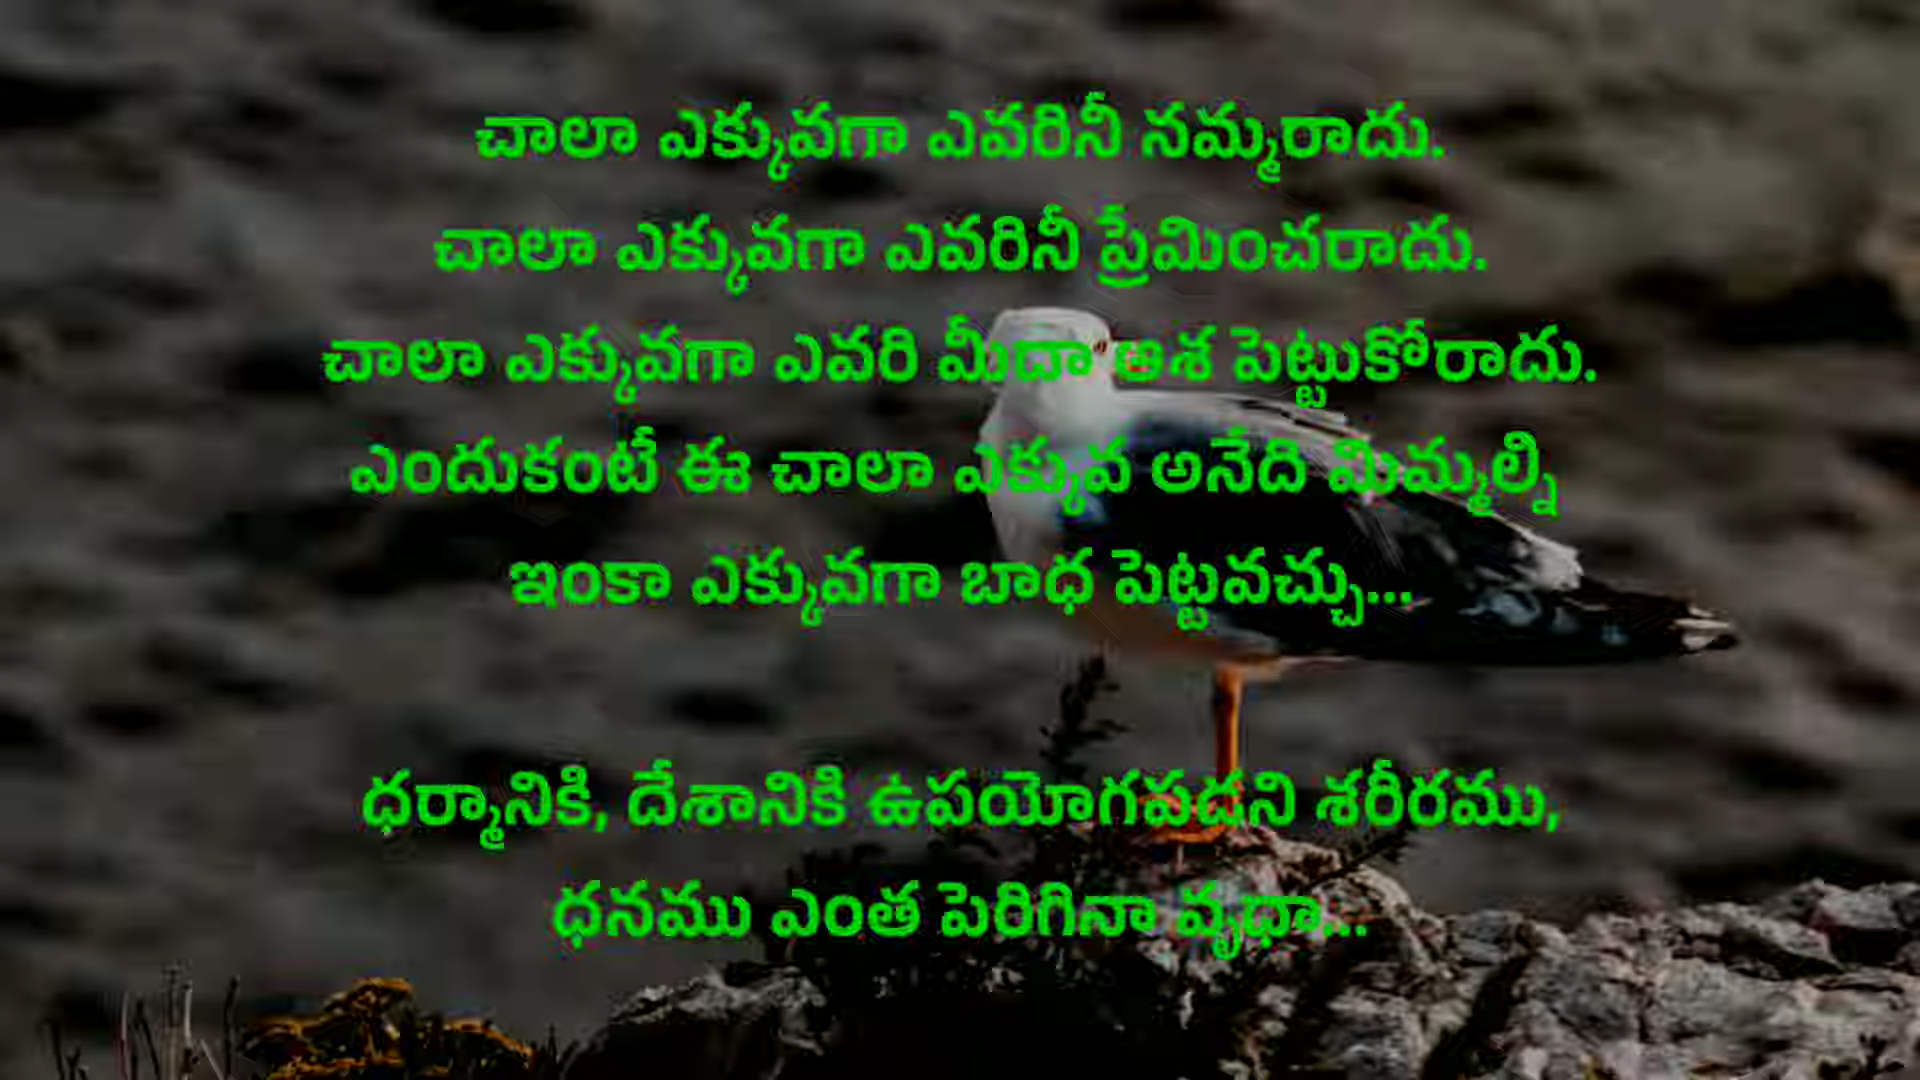 చాలా ఎక్కువగా ఎవరినీ నమ్మరాదు.
చాలా ఎక్కువగా ఎవరినీ ప్రేమించరాదు.
చాలా ఎక్కువగా ఎవరి మీదా ఆశ పెట్టుకోరాదు.
ఎందుకంటే ఈ చాలా ఎక్కువ అనేది మిమ్మల్ని
ఇంకా ఎక్కువగా బాధ పెట్టవచ్చు...
ధర్మానికి, దేశానికి ఉపయోగపడని శరీరము,
ధనము ఎంత పెరిగినా వృధా...